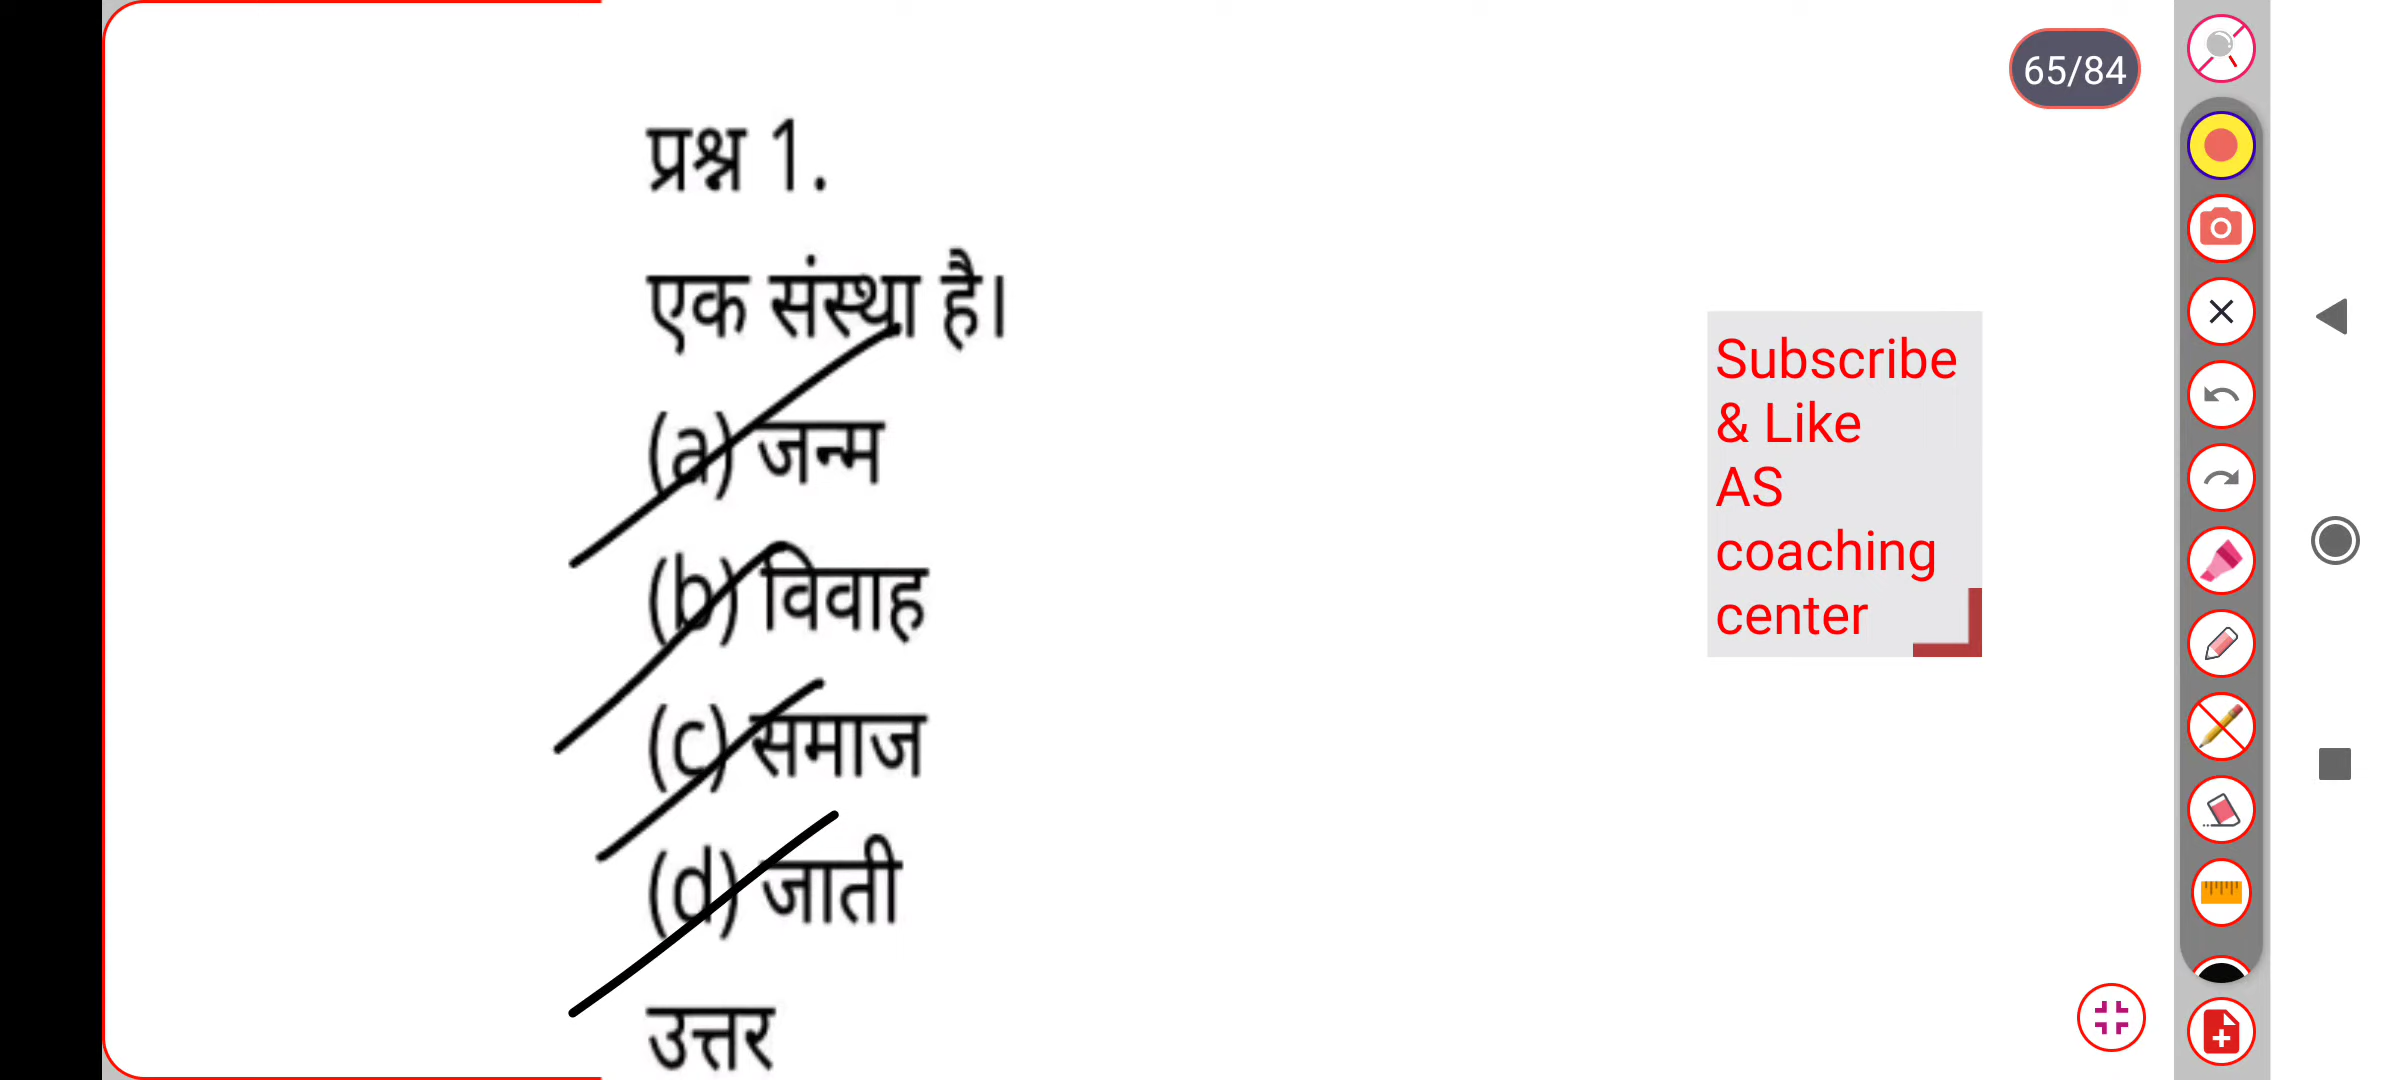 65/84
प्रश्न 1.
एक संस्था है।
(a) जन्म
(b) विवाह
(c) समाज
(d) जाती
उत्तर
Subscribe
& Like
AS
coaching
center